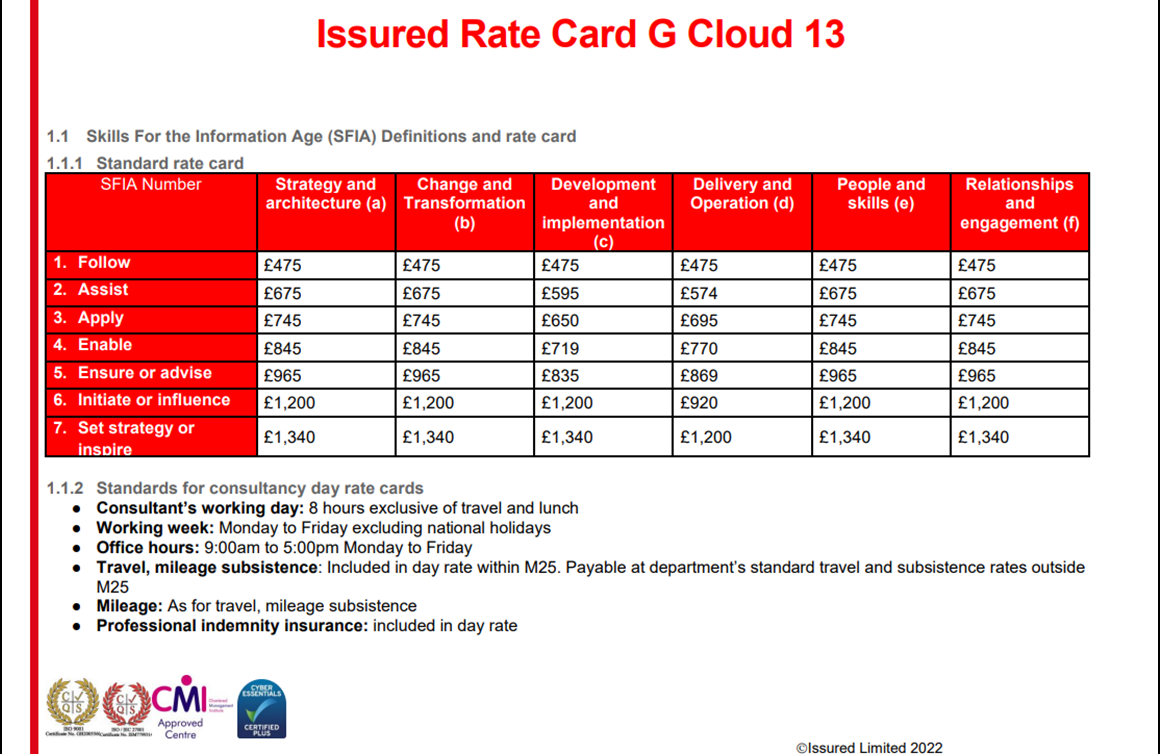 Issured Rate Card G Cloud 13
1.1 Skills For the Information Age (SFIA) Definitions and rate card
1.1.1 Standard rate card
SFIA Number | Strategy and architecture (a) | Change and Transformation (b) | Development and implementation (c) | Delivery and Operation (d) | People and skills (e) | Relationships and engagement (f)
1. Follow £475 £475 £475 £475 £475 £475
2. Assist £675 £675 £595 £574 £675 £675
3. Apply £745 £745 £650 £695 £745 £745
4. Enable £845 £845 £719 £770 £845 £845
5. Ensure or advise £965 £965 £835 £869 £965 £965
6. Initiate or influence £1,200 £1,200 £1,200 £920 £1,200 £1,200
7. Set strategy or inspire £1,340 £1,340 £1,340 £1,200 £1,340 £1,340
1.1.2 Standards for consultancy day rate cards
● Consultant’s working day: 8 hours exclusive of travel and lunch
● Working week: Monday to Friday excluding national holidays
● Office hours: 9:00am to 5:00pm Monday to Friday
● Travel, mileage subsistence: Included in day rate within M25. Payable at department’s standard travel and subsistence rates outside
M25
● Mileage: As for travel, mileage subsistence
● Professional indemnity insurance: included in day rate
CQS
ISO 9001
CQS
CMI
Chartered
Management
Institute
Approved
Centre
CYBER
ESSENTIALS
CERTIFIED
PLUS
©Issured Limited 2022